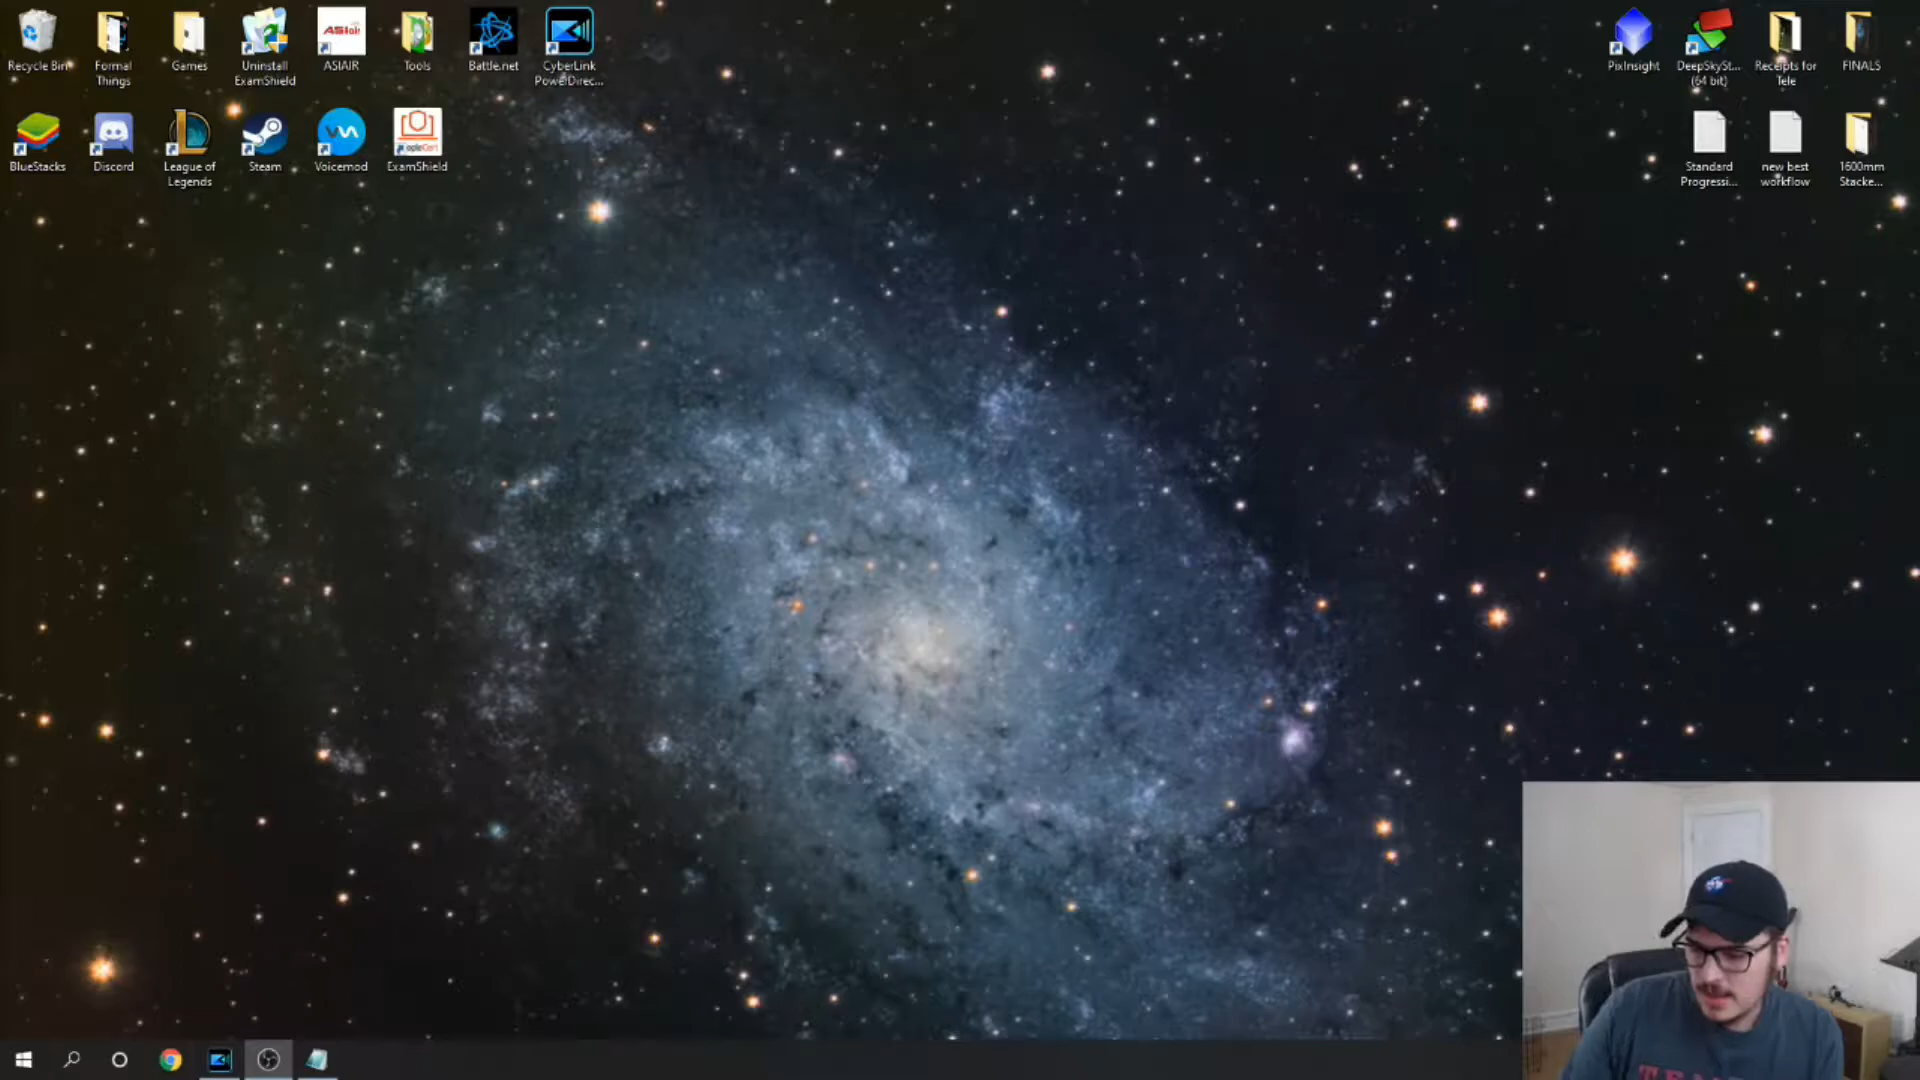 Recycle Bin
Formal
Things
Games
Uninstall
ExamShield
ASIAIR
Tools
Battle.net
CyberLink
PowerDirec...
PixInsight
DeepSkySt...
(64 bit)
Receipts for
Tele
FINALS
BlueStacks
Discord
League of
Legends
Steam
Voicemod
ExamShield
Standard
Progressi...
new best
workflow
1600mm
Stacke...